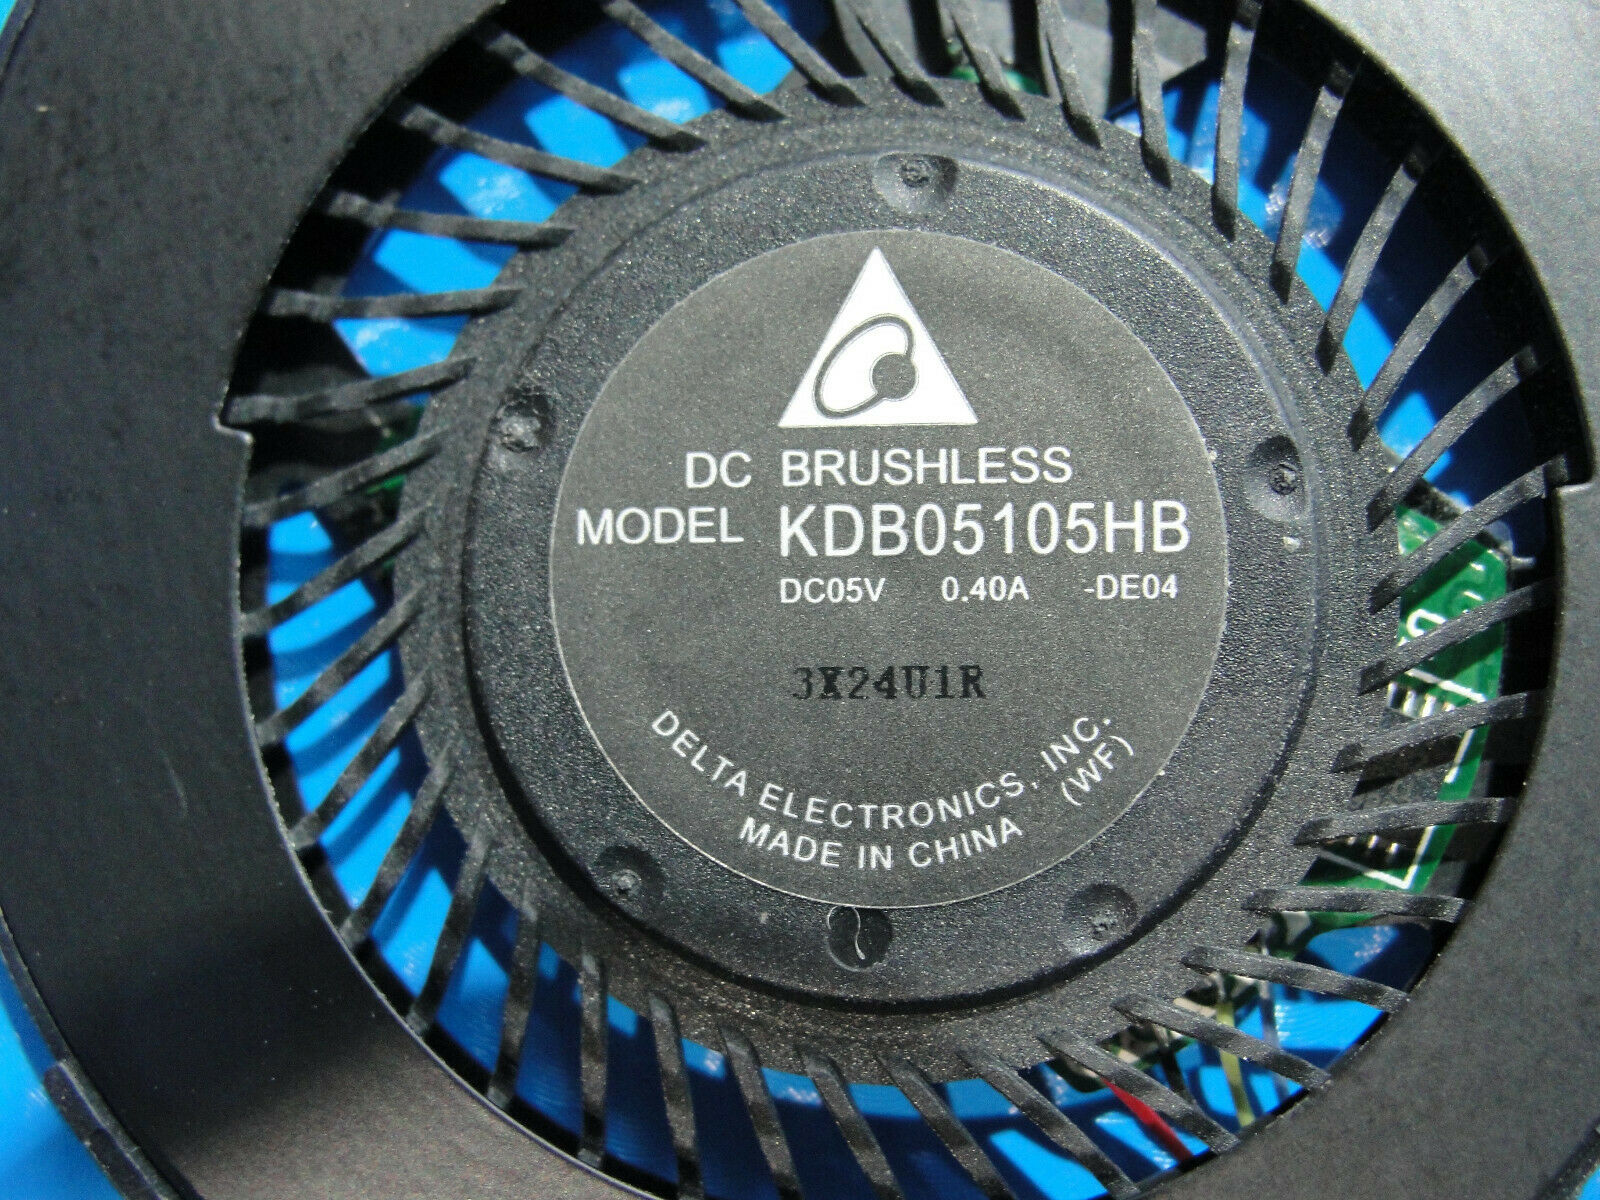 DC BRUSHLESS
MODEL KDB05105HB
DC05V 0.40A -DE04
3X24U1R
DELTA ELECTRONICS, INC.
MADE IN CHINA (WF)